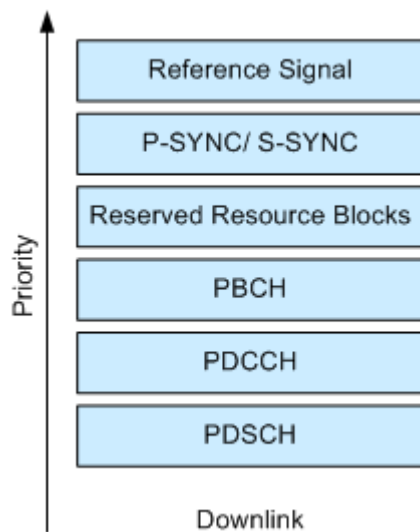 Reference Signal
P-SYNC/ S-SYNC
Reserved Resource Blocks
PBCH
PDCCH
PDSCH
Priority
Downlink